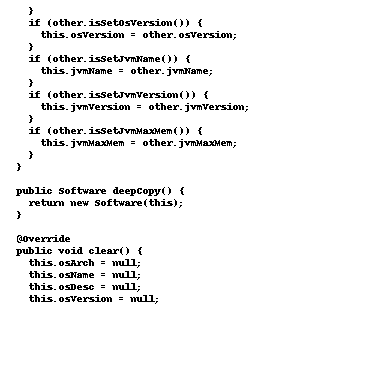 }
  if (other.isSetOsVersion()) {
    this.osVersion = other.osVersion;
  }
  if (other.isSetJvmName()) {
    this.jvmName = other.jvmName;
  }
  if (other.isSetJvmVersion()) {
    this.jvmVersion = other.jvmVersion;
  }
  if (other.isSetJvmMaxMem()) {
    this.jvmMaxMem = other.jvmMaxMem;
  }
}

public Software deepCopy() {
  return new Software(this);
}

@Override
public void clear() {
  this.osArch = null;
  this.osName = null;
  this.osDesc = null;
  this.osVersion = null;